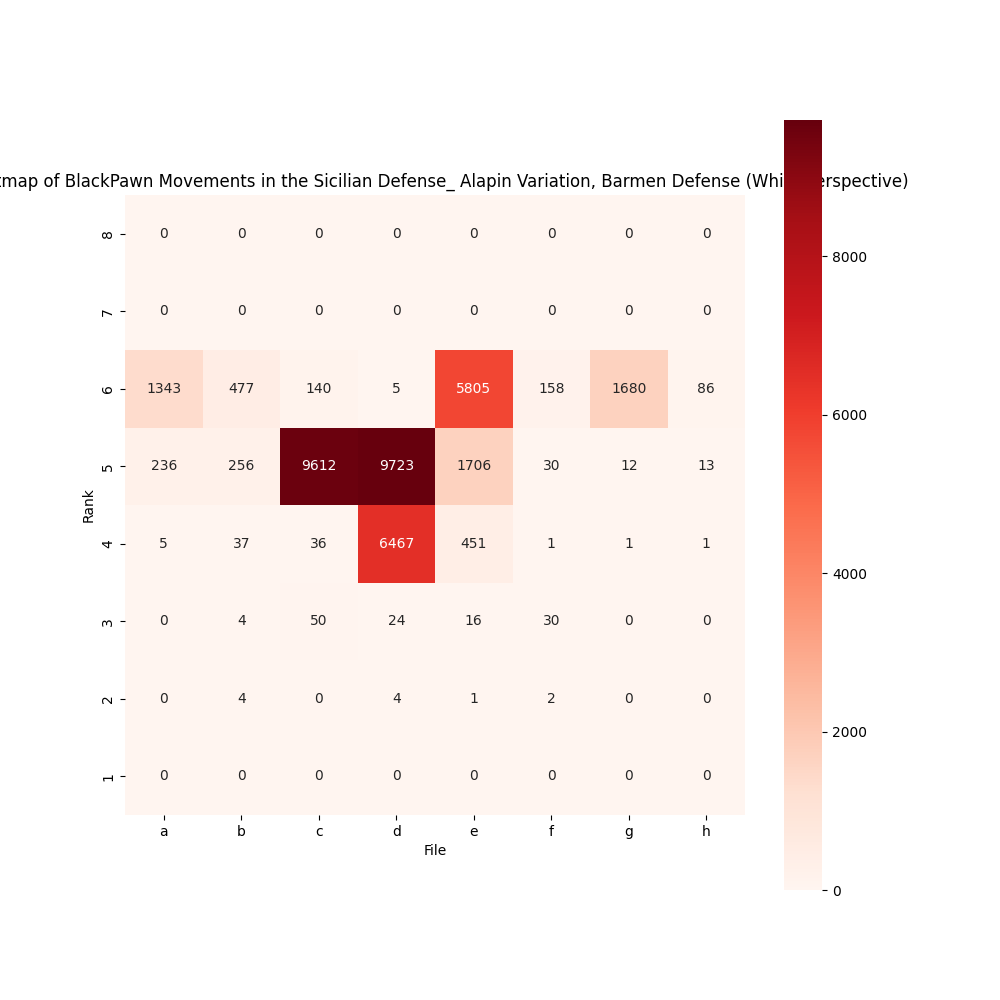 tmap of BlackPawn Movements in the Sicilian Defense_ Alapin Variation, Barmen Defense (Whi erspective)
8 0 0 0 0 0 0 0 0
7 0 0 0 0 0 0 0 0
6 1343 477 140 5 5805 158 1680 86
5 236 256 9612 9723 1706 30 12 13
4 5 37 36 6467 451 1 1 1
3 0 4 50 24 16 30 0 0
2 0 4 0 4 1 2 0 0
1 0 0 0 0 0 0 0 0
a b c d e f g h
File
Rank
8000
6000
4000
2000
0